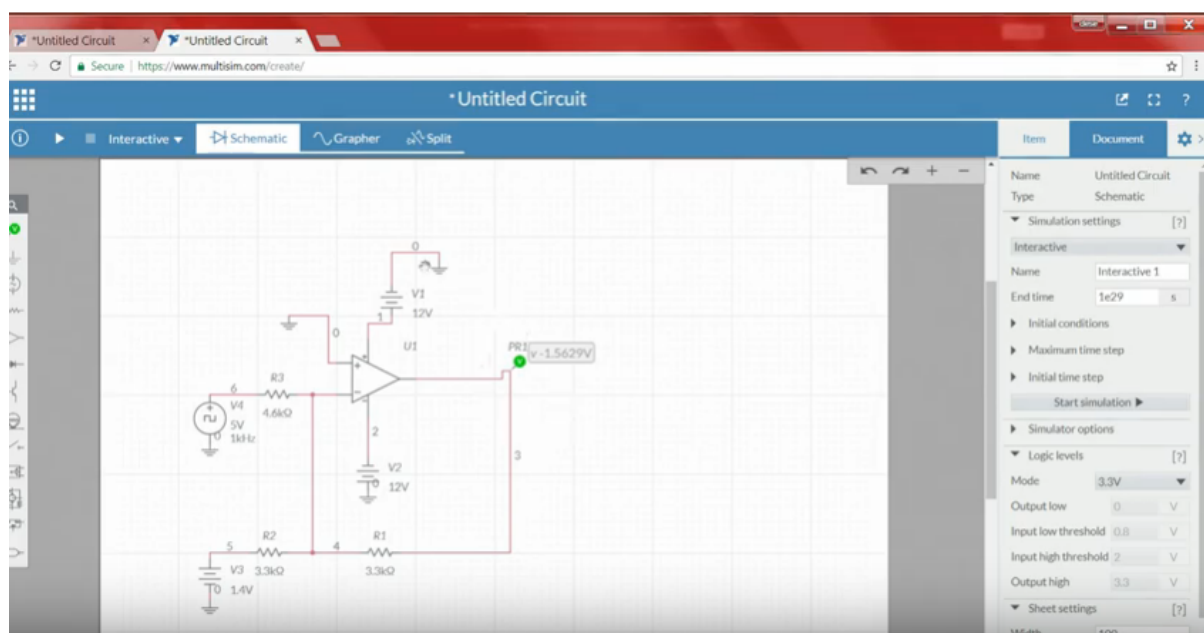 *Untitled Circuit
*Untitled Circuit
Secure | https://www.multisim.com/create/
*Untitled Circuit
Interactive
Schematic
Grapher
Split
Item
Document
Name
Untitled Circuit
Type
Schematic
Simulation settings
[?]
Interactive
Name
Interactive 1
End time
1e29
s
Initial conditions
Maximum time step
Initial time step
Start simulation
Simulator options
Logic levels
[?]
Mode
3.3V
Output low
0
V
Input low threshold
0.8
V
Input high threshold
2
V
Output high
3.3
V
Sheet settings
[?]
0
V1
1
12V
0
U1
PR1
v -1.5629V
R3
6
V4
4.6kΩ
5V
0
1kHz
2
V2
0
12V
3
R2
R1
5
4
V3
3.3kΩ
3.3kΩ
0
1.4V